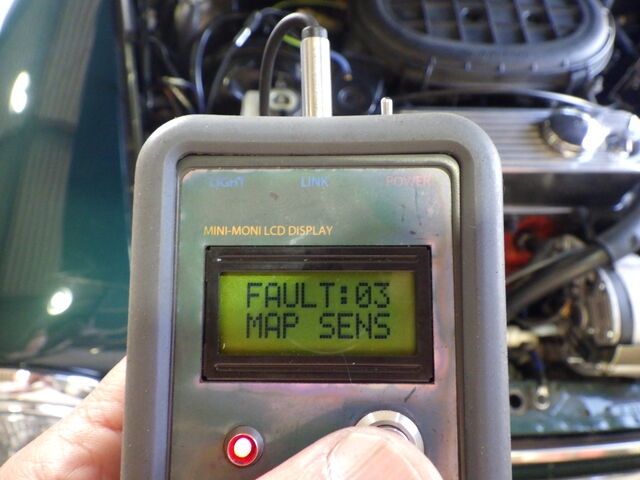 LIGHT LINK POWER
MINI-MONI LCD DISPLAY
FAULT:03
MAP SENS